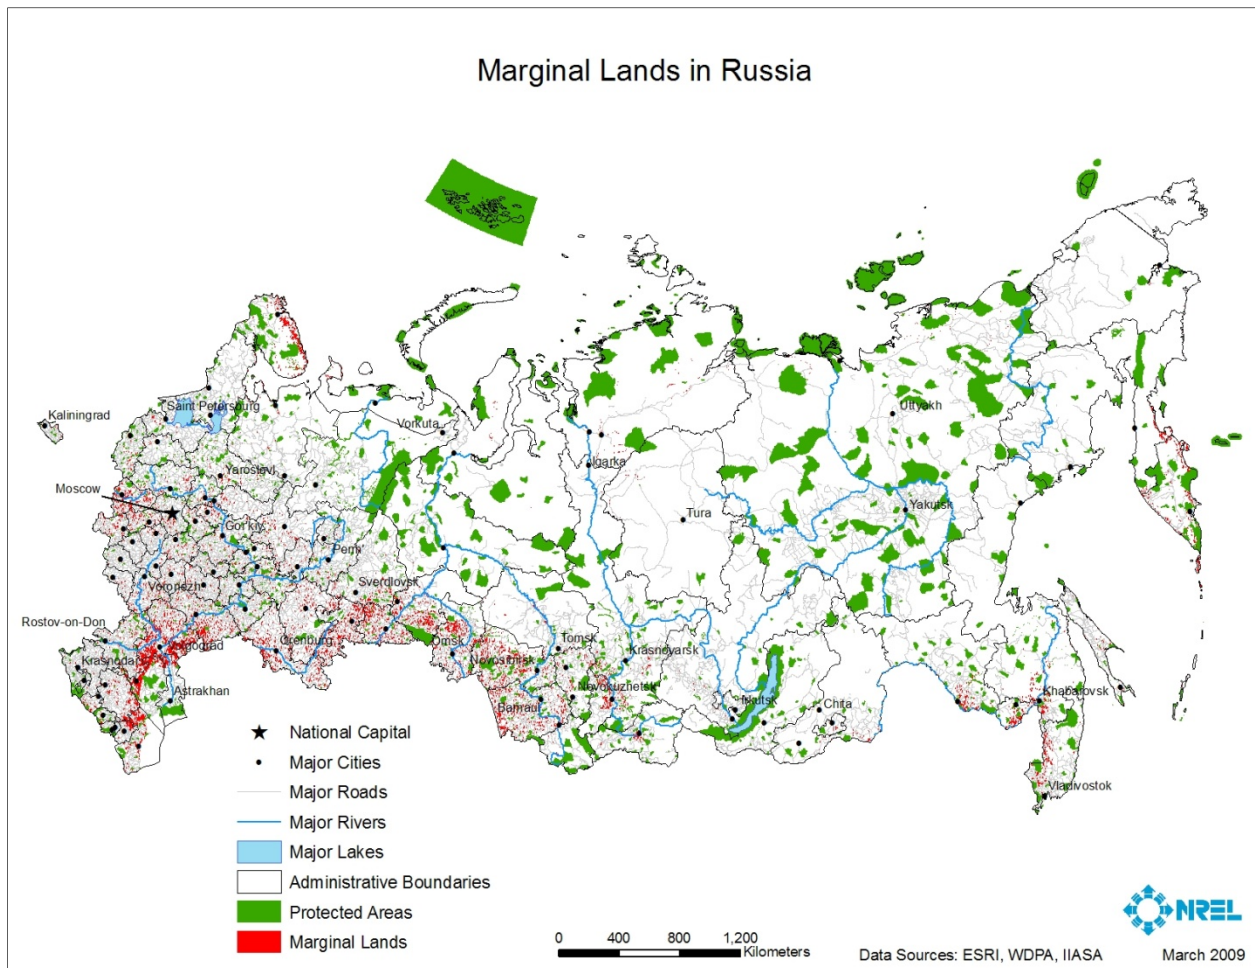 Marginal Lands in Russia
Kaliningrad
Saint Petersburg
Vorkuta
Uttyakh
Yaroslavl
Igarka
Moscow
Gor'kiy
Tura
Yakutsk
Perm'
Voronezh
Sverdlovsk
Rostov-on-Don
Volgograd
Orenburg
Omsk
Tomsk
Krasnodar
Novosibirsk
Krasnoyarsk
Astrakhan
Novokuznetsk
Barnaul
Irkutsk
Chita
Khabarovsk
Vladivostok
National Capital
Major Cities
Major Roads
Major Rivers
Major Lakes
Administrative Boundaries
Protected Areas
Marginal Lands
0 400 800 1,200
Kilometers
NREL
Data Sources: ESRI, WDPA, IIASA
March 2009